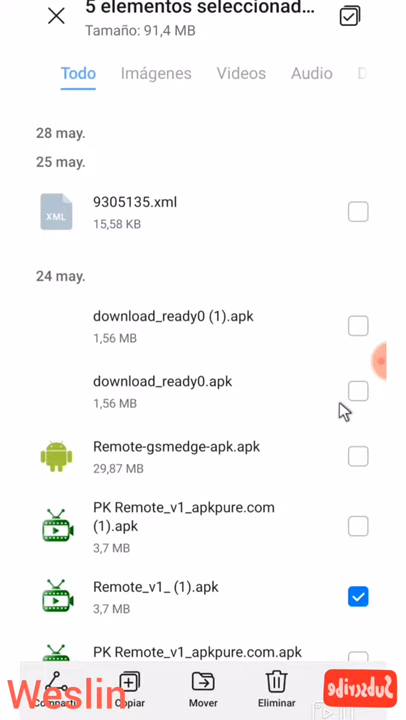 5 elementos seleccionad...
Tamaño: 91,4 MB
Todo Imágenes Videos Audio D
28 may.
25 may.
9305135.xml
XML
15,58 KB
24 may.
download_ready0 (1).apk
1,56 MB
download_ready0.apk
1,56 MB
Remote-gsmedge-apk.apk
29,87 MB
PK Remote_v1_apkpure.com
(1).apk
3,7 MB
Remote_v1_ (1).apk
3,7 MB
PK Remote_v1_apkpure.com.apk
Weslin
Compartir Copiar Mover Eliminar
Subscribe